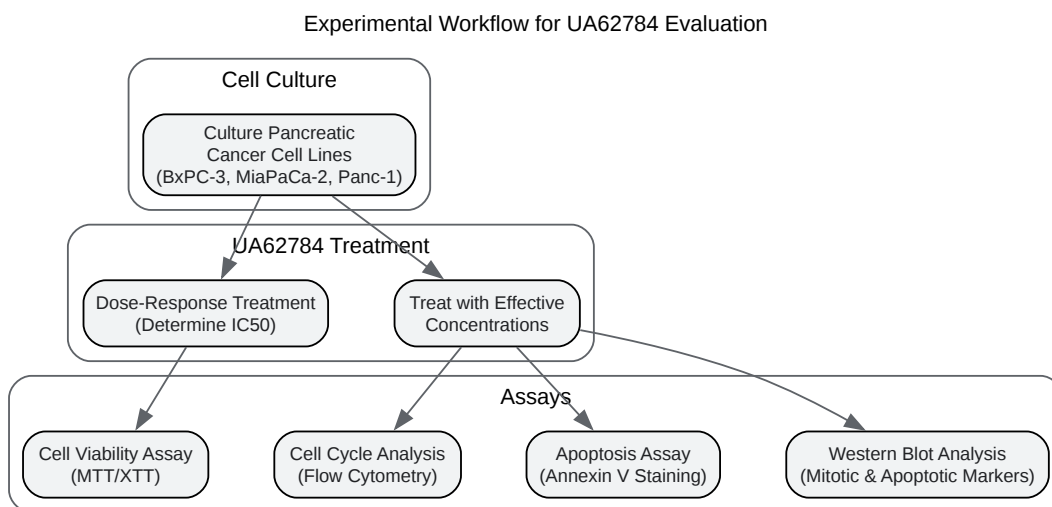 Experimental Workflow for UA62784 Evaluation
Cell Culture
Culture Pancreatic
Cancer Cell Lines
(BxPC-3, MiaPaCa-2, Panc-1)
UA62784 Treatment
Dose-Response Treatment
(Determine IC50)
Treat with Effective
Concentrations
Assays
Cell Viability Assay
(MTT/XTT)
Cell Cycle Analysis
(Flow Cytometry)
Apoptosis Assay
(Annexin V Staining)
Western Blot Analysis
(Mitotic & Apoptotic Markers)